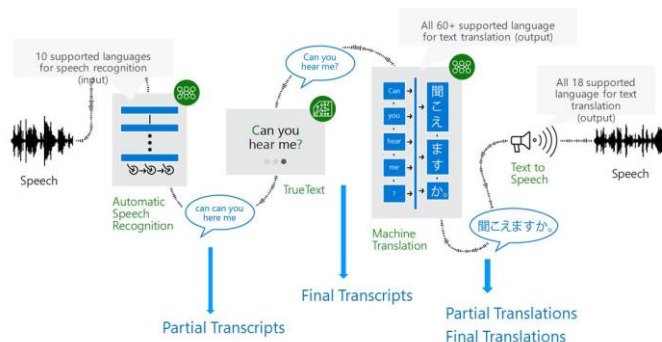 10 supported languages
for speech recognition
(input)
Speech
Automatic
Speech
Recognition
can can you
here me
Can you
hear me?
TrueText
Can you
hear me?
All 60+ supported language
for text translation (output)
Can
you
hear
me
?
聞
こ
え
ま
す
か。
Machine
Translation
聞こえますか。
All 18 supported
language for text
translation
(output)
Text to
Speech
Speech
Partial Transcripts
Final Transcripts
Partial Translations
Final Translations